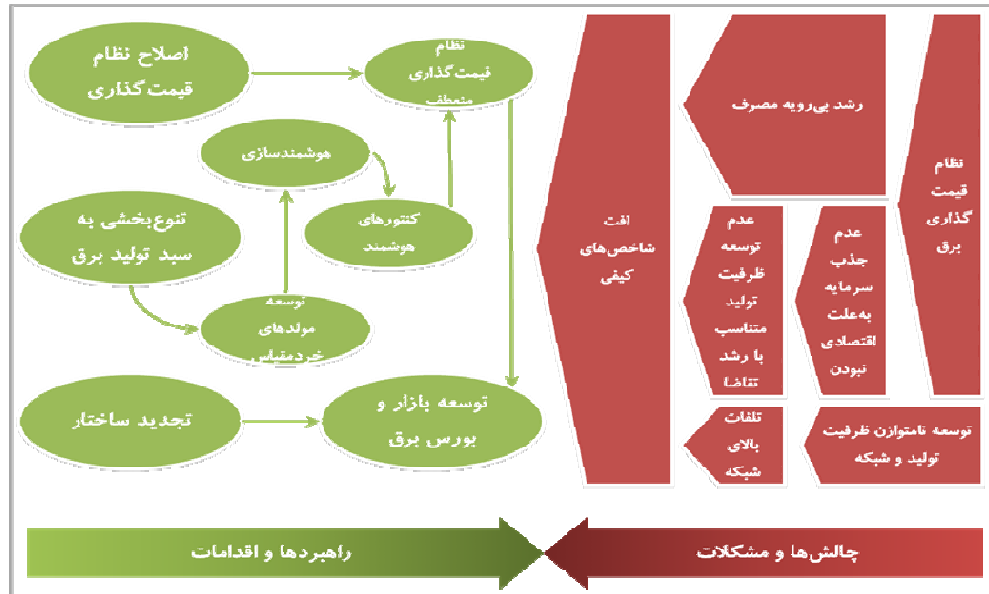 نظام
قیمت
گذاری
برق
رشد بی‌رویه مصرف
عدم
جذب
سرمایه
به‌علت
اقتصادی
نبودن
عدم
توسعه
ظرفیت
تولید
متناسب
با رشد
تقاضا
توسعه نامتوازن ظرفیت
تولید و شبکه
تلفات
بالای
شبکه
افت
شاخص‌های
کیفی
نظام
قیمت‌گذاری
منعطف
اصلاح نظام
قیمت‌گذاری
هوشمندسازی
کنتورهای
هوشمند
تنوع‌بخشی به
سبد تولید برق
توسعه
مولدهای
خردمقیاس
توسعه بازار و
بورس برق
تجدید ساختار
چالش‌ها و مشکلات
راهبردها و اقدامات